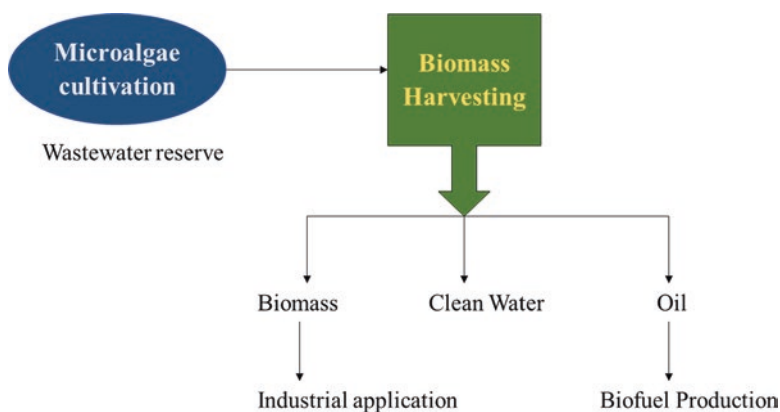 Microalgae
cultivation
Biomass
Harvesting
Wastewater reserve
Biomass
Clean Water
Oil
Industrial application
Biofuel Production